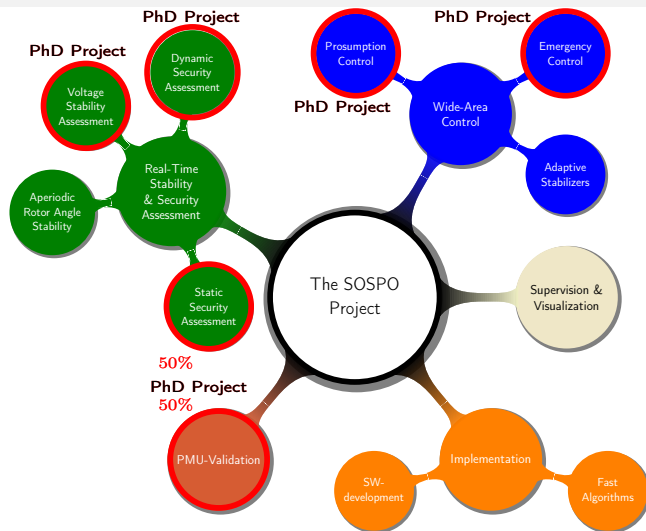 PhD Project
PhD Project
Dynamic
Security
Assessment
PhD Project
Voltage
Stability
Assessment
Prosumption
Control
Emergency
Control
PhD Project
Wide-Area
Control
Real-Time
Stability
& Security
Assessment
Adaptive
Stabilizers
Aperiodic
Rotor Angle
Stability
The SOSPO
Project
Supervision &
Visualization
Static
Security
Assessment
50%
PhD Project
50%
PMU-Validation
Implementation
SW-
development
Fast
Algorithms